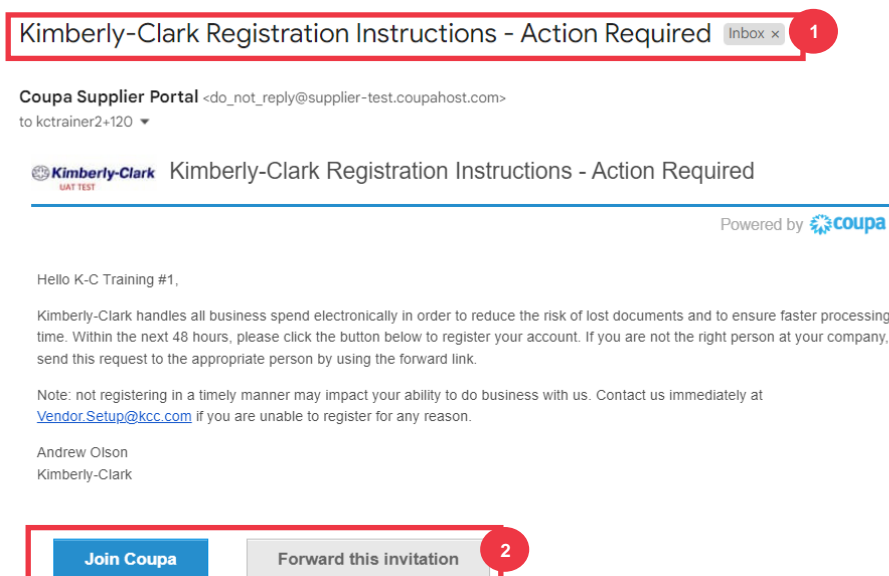 Kimberly-Clark Registration Instructions - Action Required Inbox × 1
Coupa Supplier Portal <do_not_reply@supplier-test.coupahost.com>
to kctrainer2+120
Kimberly-Clark Kimberly-Clark Registration Instructions - Action Required
UAT TEST
Powered by coupa
Hello K-C Training #1,
Kimberly-Clark handles all business spend electronically in order to reduce the risk of lost documents and to ensure faster processing
time. Within the next 48 hours, please click the button below to register your account. If you are not the right person at your company,
send this request to the appropriate person by using the forward link.
Note: not registering in a timely manner may impact your ability to do business with us. Contact us immediately at
Vendor.Setup@kcc.com if you are unable to register for any reason.
Andrew Olson
Kimberly-Clark
Join Coupa Forward this invitation 2